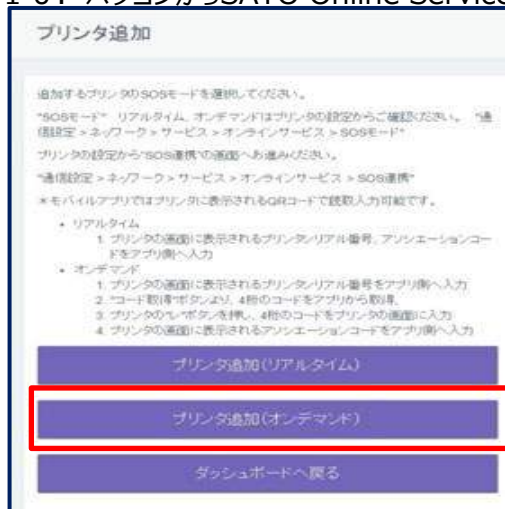 1-6. パソコンからSATO Online Service
プリンタ追加
追加するプリンタのSOSモードを選択してください。
"SOSモード" リアルタイム、オンデマンドはプリンタの設定からご確認ください。 "通
信設定 > ネットワーク > サービス > オンラインサービス > SOSモード"
プリンタの設定から"SOS連携"の画面へお進みください。
"通信設定 > ネットワーク > サービス > オンラインサービス > SOS連携"
* モバイルアプリではプリンタに表示されるQRコードで読取入力可能です。
• リアルタイム
1. プリンタの画面に表示されるプリンタシリアル番号、アソシエーションコー
ドをアプリ側へ入力
• オンデマンド
1. プリンタの画面に表示されるプリンタシリアル番号をアプリ側へ入力
2. "コード取得"ボタンより、4桁のコードをアプリから取得、
3. プリンタの"ボタンを押し、4桁のコードをプリンタの画面に入力
4. プリンタの画面に表示されるアソシエーションコードをアプリ側へ入力
プリンタ追加(リアルタイム)
プリンタ追加(オンデマンド)
ダッシュボードへ戻る